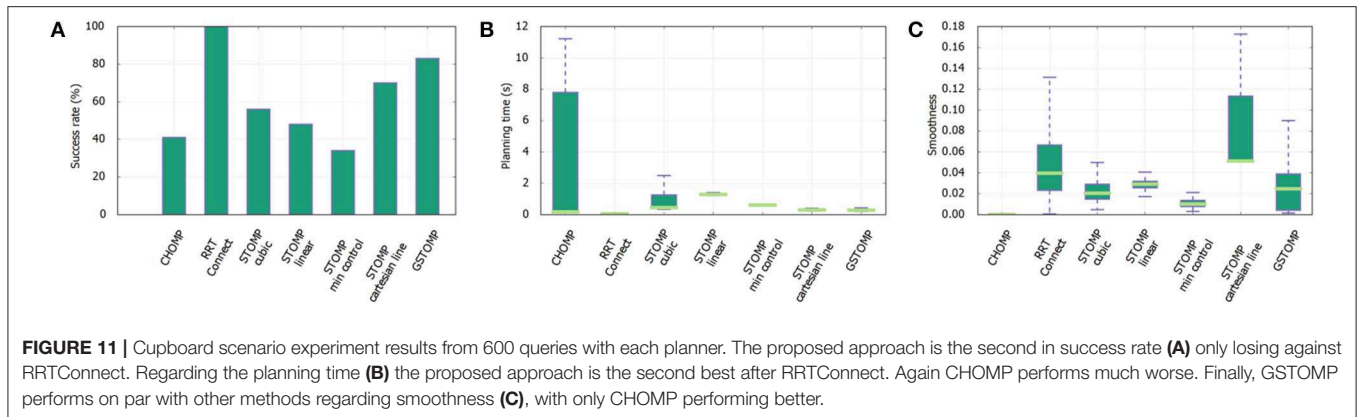 A
Success rate (%)
100
80
60
40
20
0
CHOMP
RRT
Connect
STOMP
cubic
STOMP
linear
STOMP
min control
STOMP
cartesian line
GSTOMP
B
Planning time (s)
12
10
8
6
4
2
0
CHOMP
RRT
Connect
STOMP
cubic
STOMP
linear
STOMP
min control
STOMP
cartesian line
GSTOMP
C
Smoothness
0.18
0.16
0.14
0.12
0.10
0.08
0.06
0.04
0.02
0.00
CHOMP
RRT
Connect
STOMP
cubic
STOMP
linear
STOMP
min control
STOMP
cartesian line
GSTOMP
FIGURE 11 | Cupboard scenario experiment results from 600 queries with each planner. The proposed approach is the second in success rate (A) only losing against
RRTConnect. Regarding the planning time (B) the proposed approach is the second best after RRTConnect. Again CHOMP performs much worse. Finally, GSTOMP
performs on par with other methods regarding smoothness (C), with only CHOMP performing better.